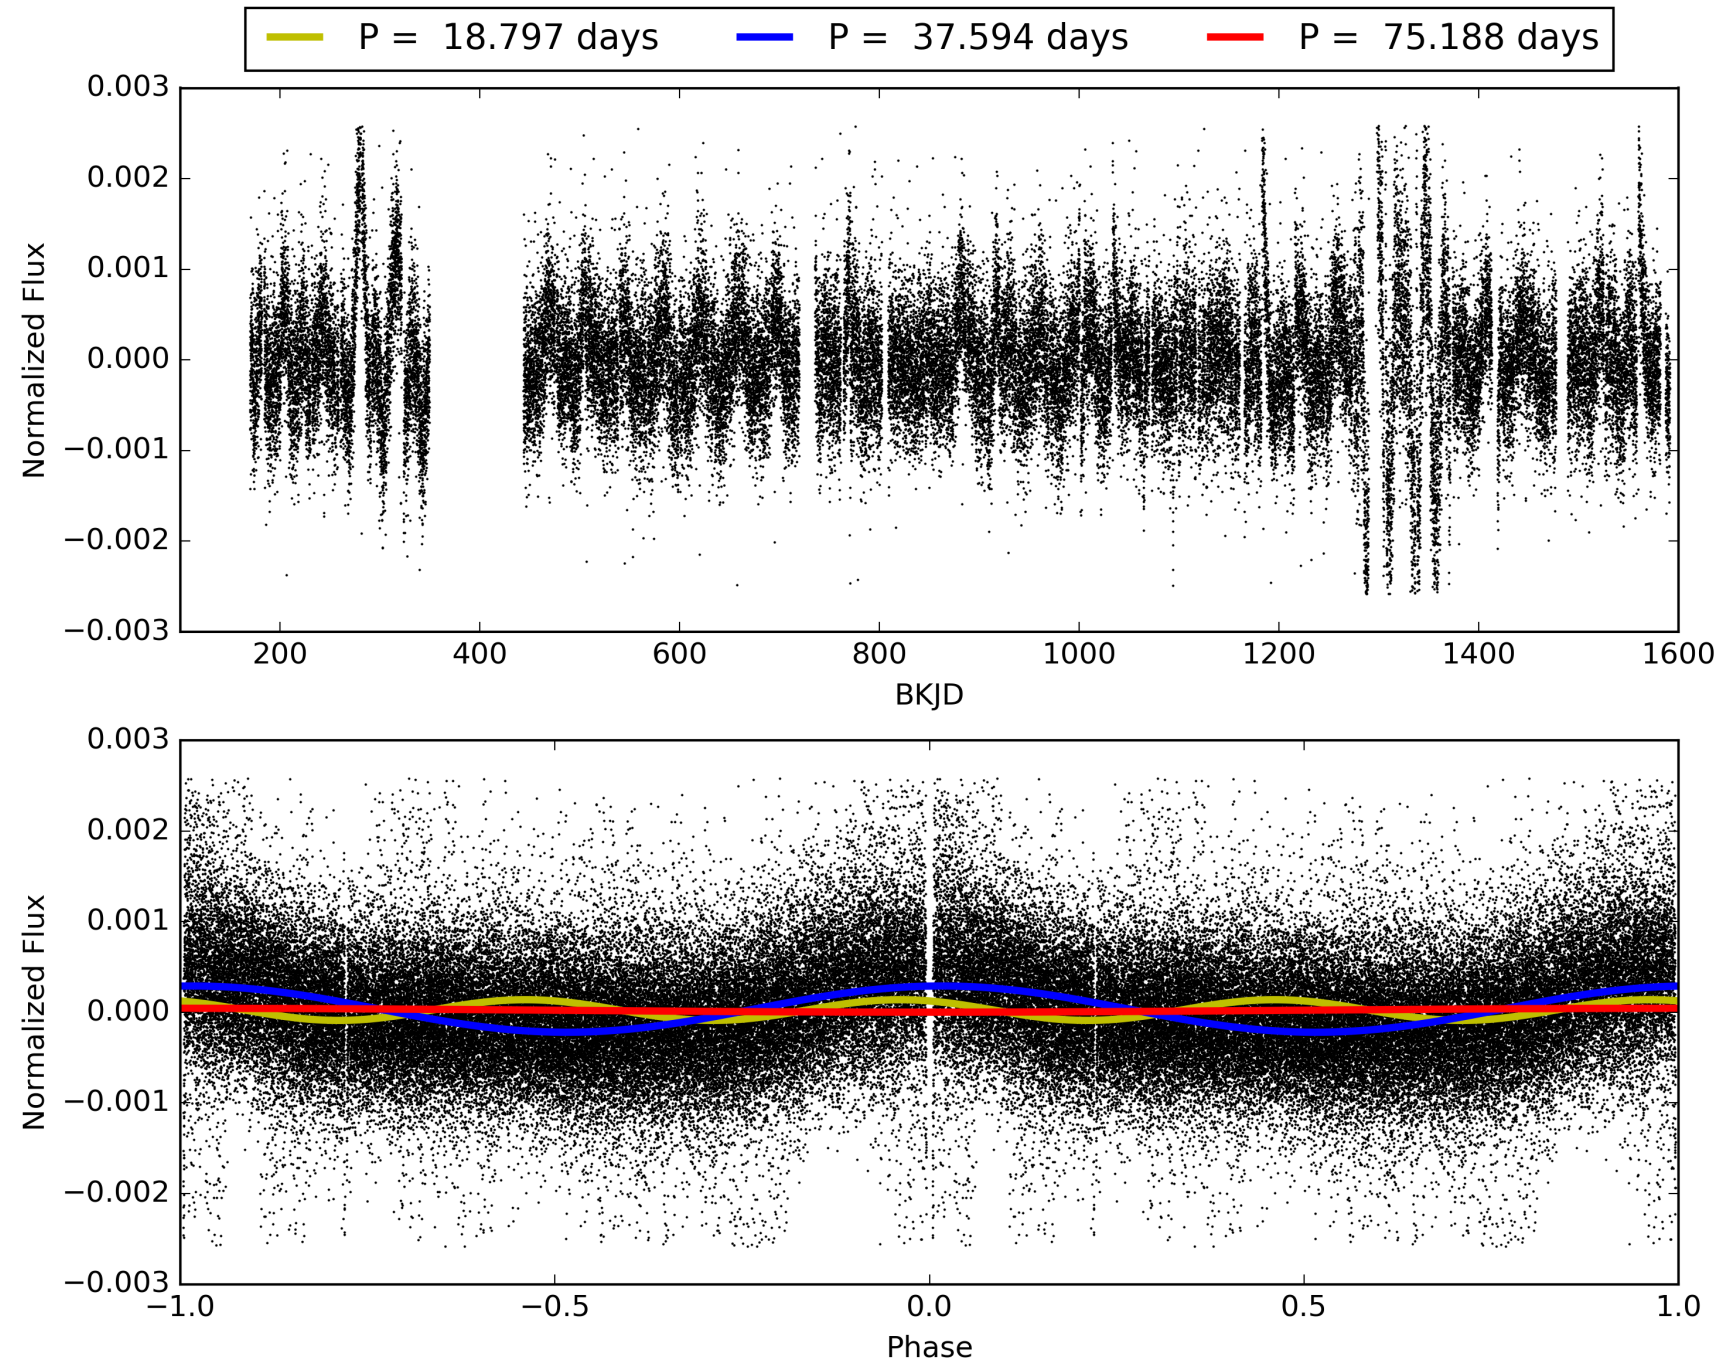 P = 18.797 days P = 37.594 days P = 75.188 days
0.003
0.002
0.001
0.000
−0.001
−0.002
−0.003
Normalized Flux
200 400 600 800 1000 1200 1400 1600
BKJD
0.003
0.002
0.001
0.000
−0.001
−0.002
−0.003
Normalized Flux
−1.0 −0.5 0.0 0.5 1.0
Phase